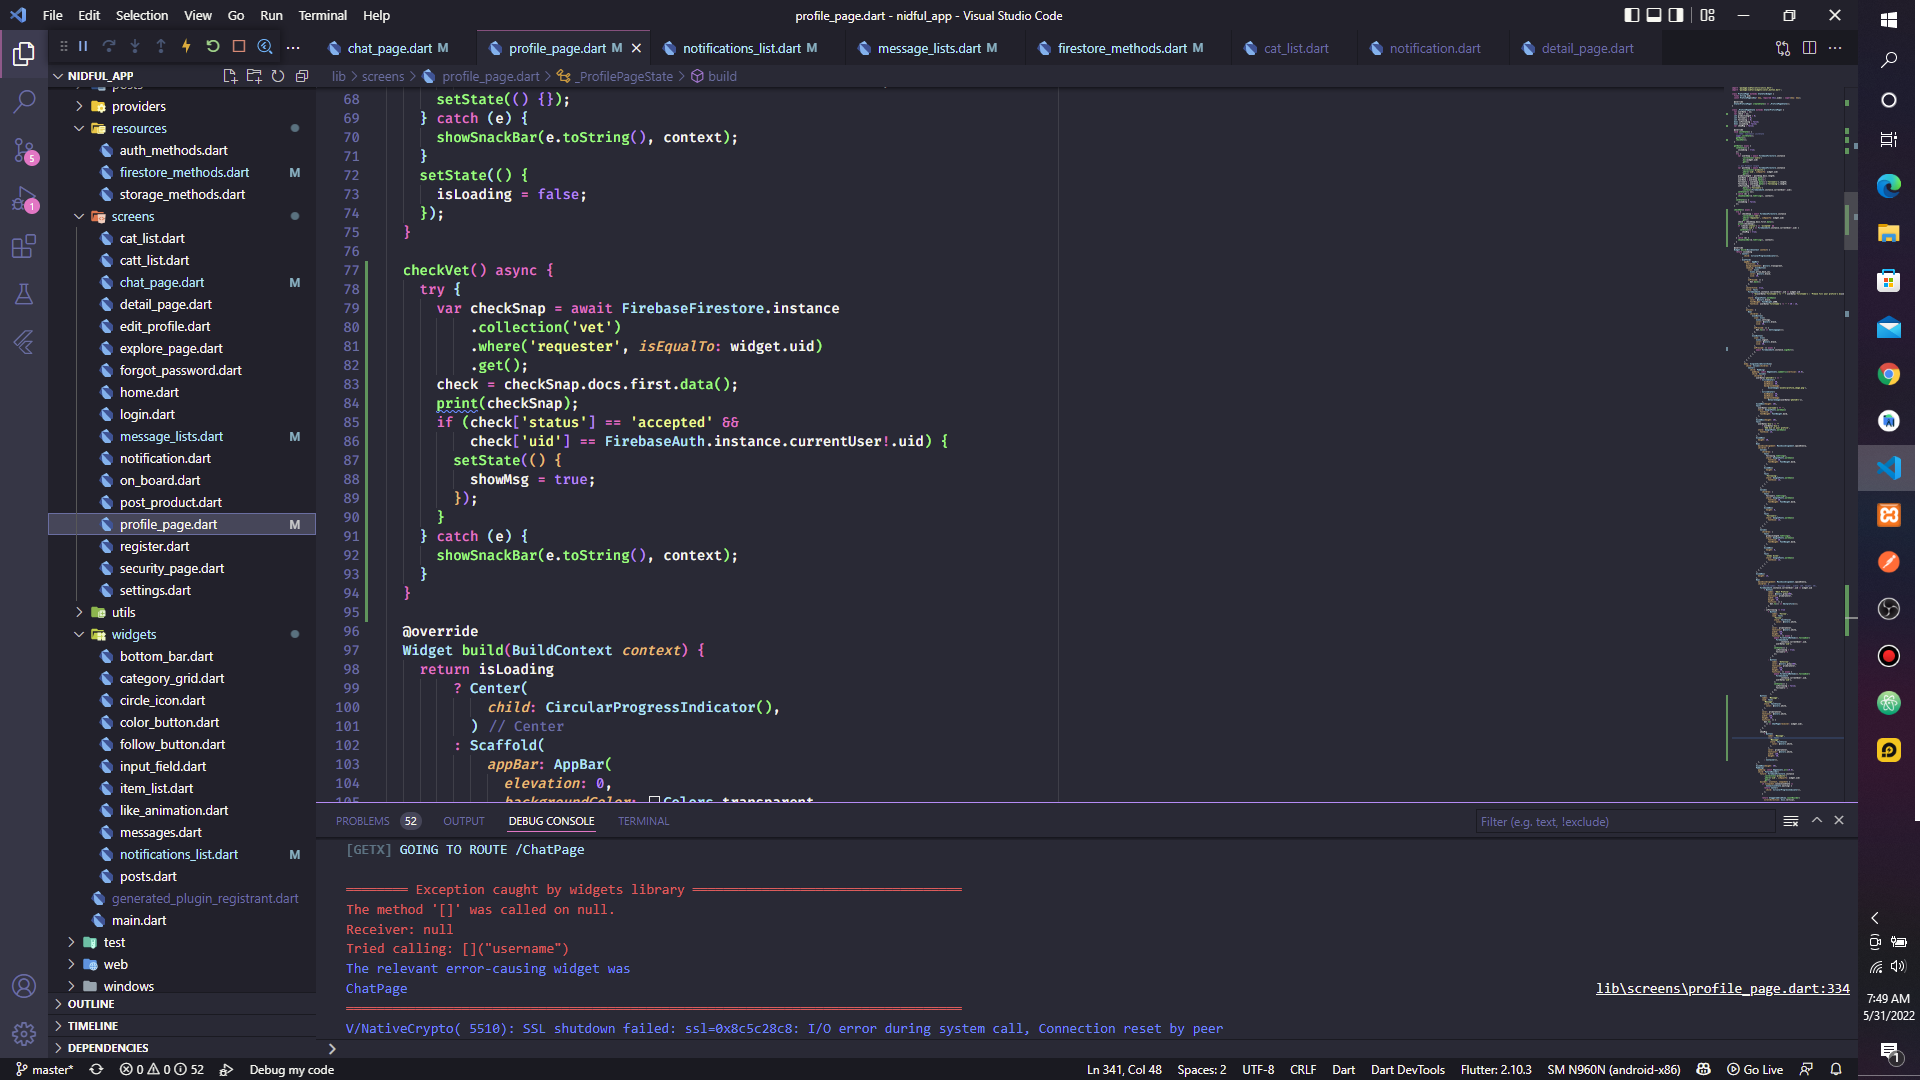 File Edit Selection View Go Run Terminal Help
profile_page.dart - nidful_app - Visual Studio Code
chat_page.dart M
profile_page.dart M
notifications_list.dart M
message_lists.dart M
firestore_methods.dart M
cat_list.dart
notification.dart
detail_page.dart
NIDFUL_APP
lib > screens > profile_page.dart > _ProfilePageState > build
posts
providers
resources
auth_methods.dart
firestore_methods.dart M
storage_methods.dart
screens
cat_list.dart
catt_list.dart
chat_page.dart M
detail_page.dart
edit_profile.dart
explore_page.dart
forgot_password.dart
home.dart
login.dart
message_lists.dart M
notification.dart
on_board.dart
post_product.dart
profile_page.dart M
register.dart
security_page.dart
settings.dart
utils
widgets
bottom_bar.dart
category_grid.dart
circle_icon.dart
color_button.dart
follow_button.dart
input_field.dart
item_list.dart
like_animation.dart
messages.dart
notifications_list.dart M
posts.dart
generated_plugin_registrant.dart
main.dart
test
web
windows
OUTLINE
TIMELINE
DEPENDENCIES
5
1
68 setState(() {});
69 } catch (e) {
70 showSnackBar(e.toString(), context);
71 }
72 setState(() {
73 isLoading = false;
74 });
75 }
76
77 checkVet() async {
78 try {
79 var checkSnap = await FirebaseFirestore.instance
80 .collection('vet')
81 .where('requester', isEqualTo: widget.uid)
82 .get();
83 check = checkSnap.docs.first.data();
84 print(checkSnap);
85 if (check['status'] == 'accepted' &&
86 check['uid'] == FirebaseAuth.instance.currentUser!.uid) {
87 setState(() {
88 showMsg = true;
89 });
90 }
91 } catch (e) {
92 showSnackBar(e.toString(), context);
93 }
94 }
95
96 @override
97 Widget build(BuildContext context) {
98 return isLoading
99 ? Center(
100 child: CircularProgressIndicator(),
101 ) // Center
102 : Scaffold(
103 appBar: AppBar(
104 elevation: 0,
105 backgroundColor: Colors.transparent
PROBLEMS 52 OUTPUT DEBUG CONSOLE TERMINAL
Filter (e.g. text, !exclude)
[GETX] GOING TO ROUTE /ChatPage
════════ Exception caught by widgets library ═══════════════════════════════════
The method '[]' was called on null.
Receiver: null
Tried calling: []("username")
The relevant error-causing widget was
ChatPage
lib\screens\profile_page.dart:334
════════════════════════════════════════════════════════════════════════════════
V/NativeCrypto( 5510): SSL shutdown failed: ssl=0x8c5c28c8: I/O error during system call, Connection reset by peer
master* 0 0 52 Debug my code
Ln 341, Col 48 Spaces: 2 UTF-8 CRLF Dart Dart DevTools Flutter: 2.10.3 SM N960N (android-x86) Go Live
7:49 AM
5/31/2022
1